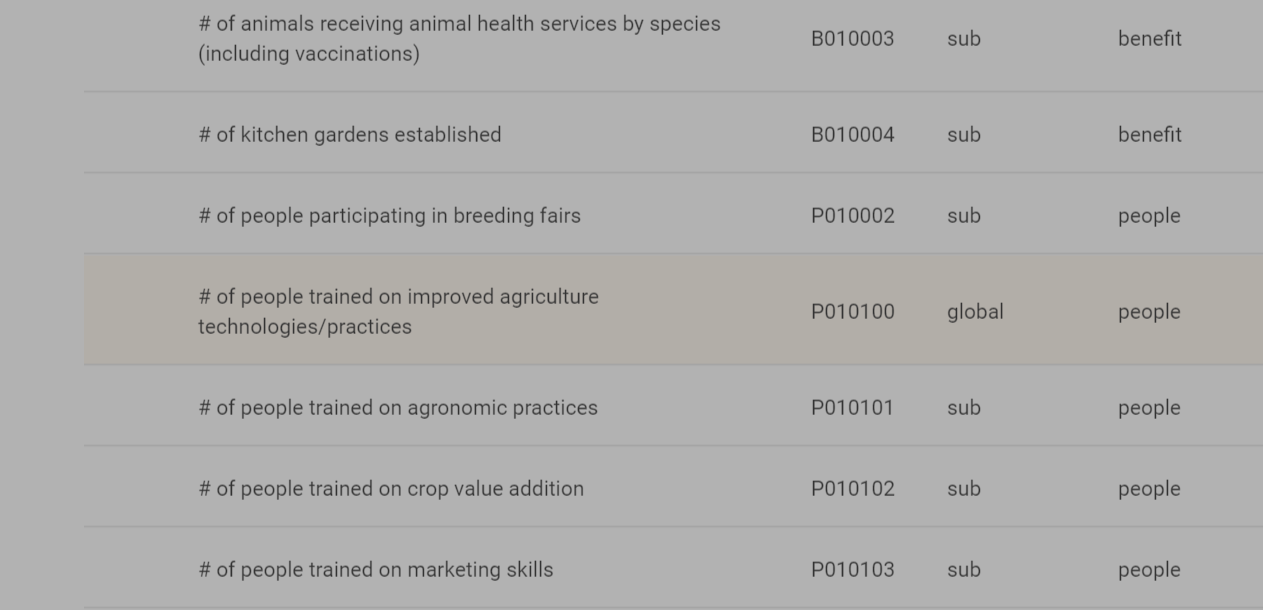 # of animals receiving animal health services by species
(including vaccinations) B010003 sub benefit
# of kitchen gardens established B010004 sub benefit
# of people participating in breeding fairs P010002 sub people
# of people trained on improved agriculture
technologies/practices P010100 global people
# of people trained on agronomic practices P010101 sub people
# of people trained on crop value addition P010102 sub people
# of people trained on marketing skills P010103 sub people